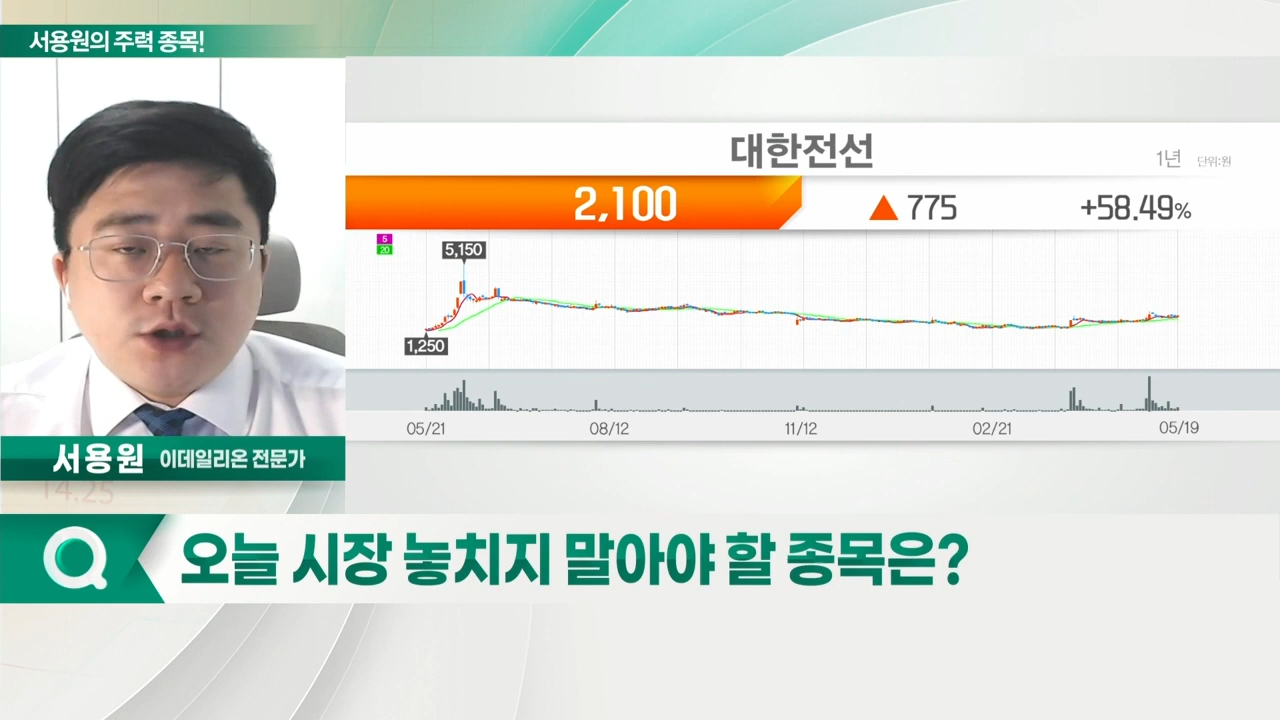 서용원의 주력 종목!
대한전선
1년 단위:원
2,100 ▲ 775 +58.49%
5
20
5,150
1,250
05/21 08/12 11/12 02/21 05/19
서용원 이데일리온 전문가
14.25
Q 오늘 시장 놓치지 말아야 할 종목은?